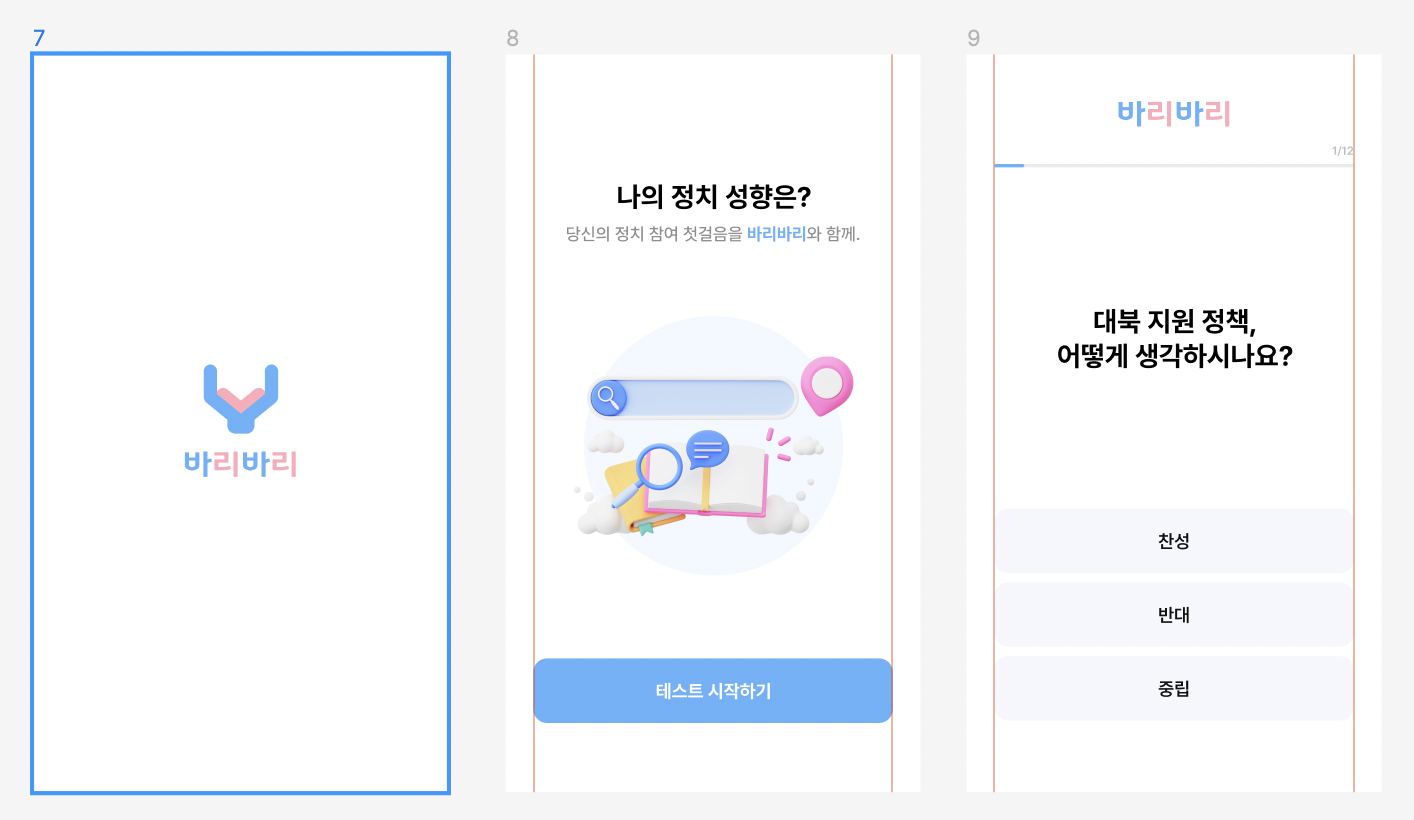 7
바리바리
8
나의 정치 성향은?
당신의 정치 참여 첫걸음을 바리바리와 함께.
테스트 시작하기
9
바리바리
1/12
대북 지원 정책,
어떻게 생각하시나요?
찬성
반대
중립